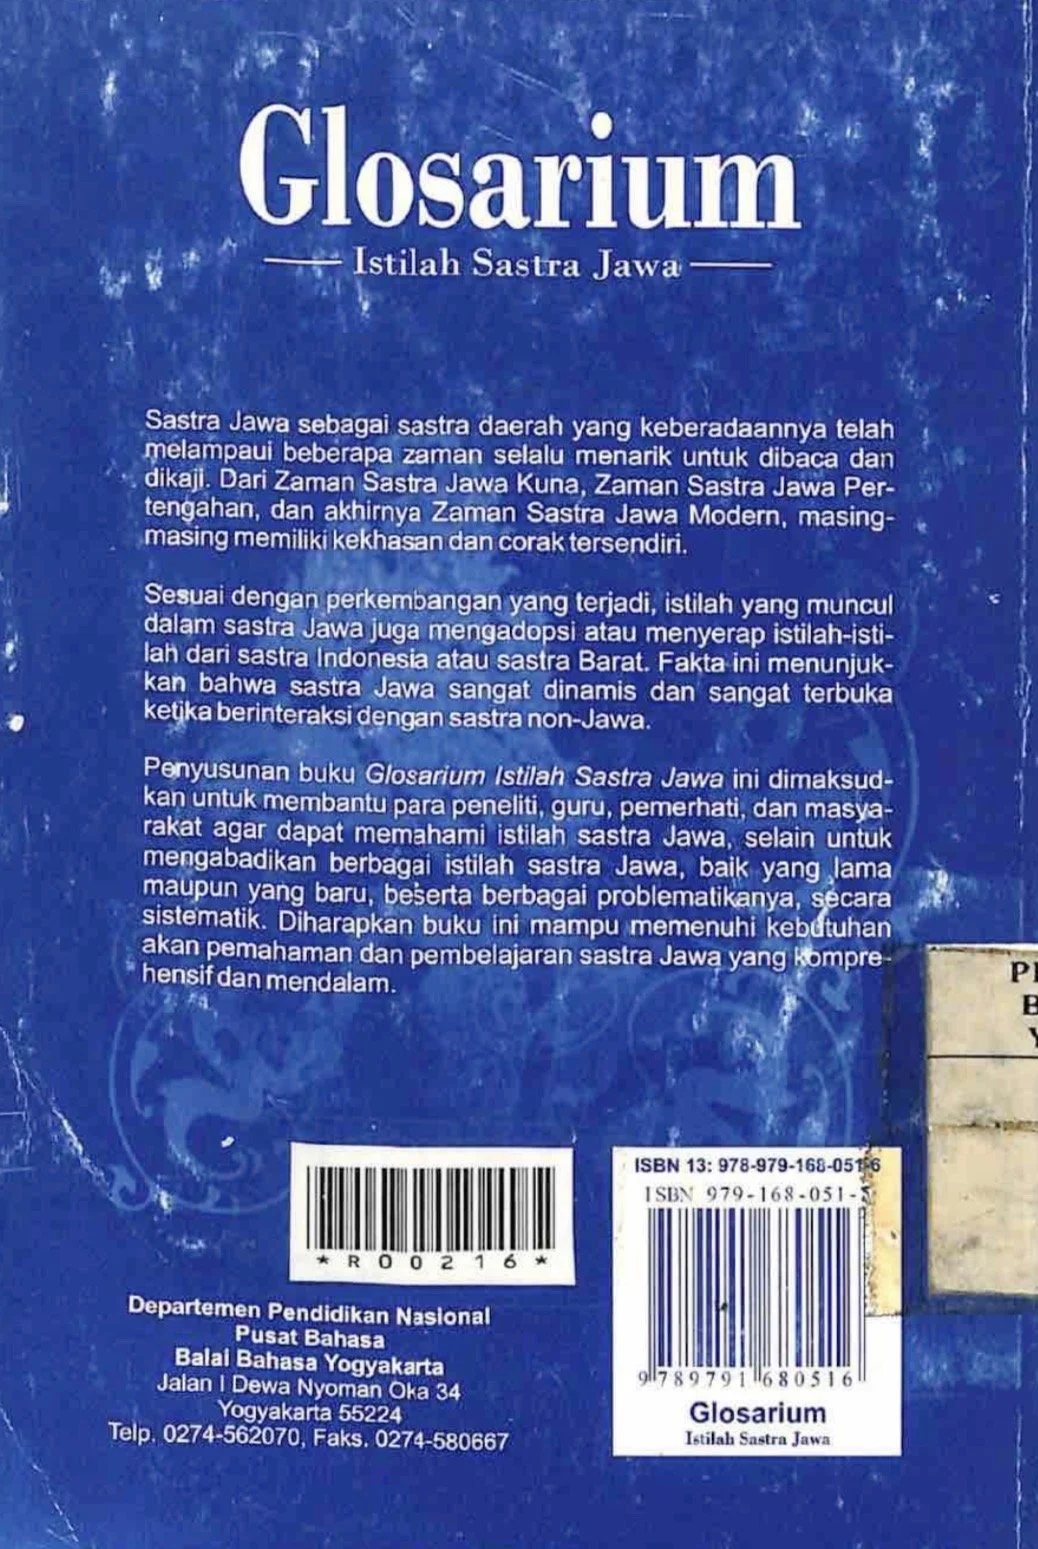 Glosarium
Istilah Sastra Jawa
Sastra Jawa sebagai sastra daerah yang keberadaannya telah
melampaui beberapa zaman selalu menarik untuk dibaca dan
dikaji. Dari Zaman Sastra Jawa Kuna, Zaman Sastra Jawa Per-
tengahan, dan akhirnya Zaman Sastra Jawa Modern, masing-
masing memiliki kekhasan dan corak tersendiri.
Sesuai dengan perkembangan yang terjadi, istilah yang muncul
dalam sastra Jawa juga mengadopsi atau menyerap istilah-isti-
lah dari sastra Indonesia atau sastra Barat. Fakta ini menunjuk-
kan bahwa sastra Jawa sangat dinamis dan sangat terbuka
ketika berinteraksi dengan sastra non-Jawa.
Penyusunan buku Glosarium Istilah Sastra Jawa ini dimaksud-
kan untuk membantu para peneliti, guru, pemerhati, dan masya-
rakat agar dapat memahami istilah sastra Jawa, selain untuk
mengabadikan berbagai istilah sastra Jawa, baik yang lama
maupun yang baru, beserta berbagai problematikanya, secara
sistematik. Diharapkan buku ini mampu memenuhi kebutuhan
akan pemahaman dan pembelajaran sastra Jawa yang kompre-
hensif dan mendalam.
P
B
Y
* R 0 0 2 1 6 *
Departemen Pendidikan Nasional
Pusat Bahasa
Balai Bahasa Yogyakarta
Jalan I Dewa Nyoman Oka 34
Yogyakarta 55224
Telp. 0274-562070, Faks. 0274-580667
ISBN 13: 978-979-168-051-6
ISBN 979-168-051-
9 789791 680516
Glosarium
Istilah Sastra Jawa